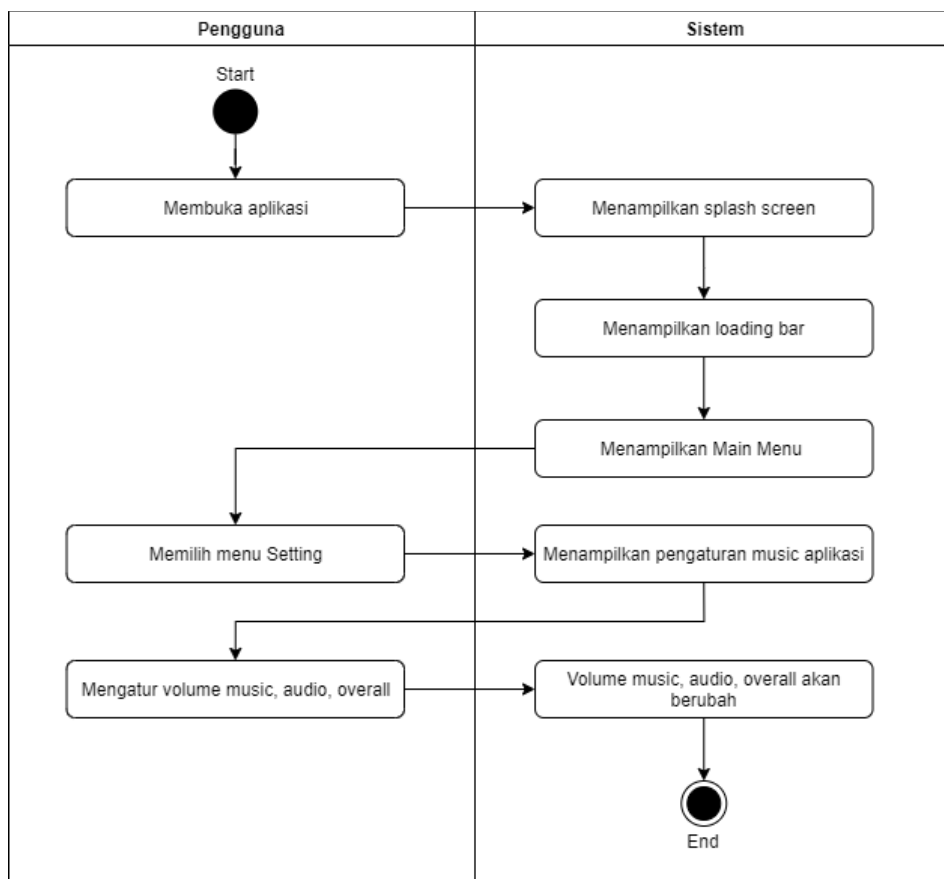 Pengguna
Sistem
Start
Membuka aplikasi
Menampilkan splash screen
Menampilkan loading bar
Menampilkan Main Menu
Memilih menu Setting
Menampilkan pengaturan music aplikasi
Mengatur volume music, audio, overall
Volume music, audio, overall akan
berubah
End